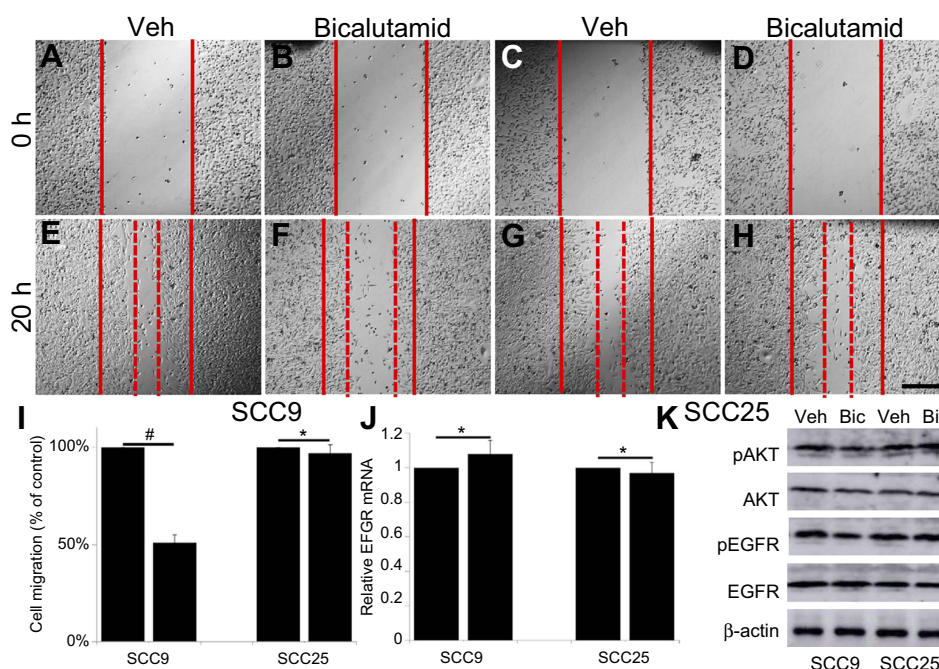 Veh Bicalutamid Veh Bicalutamid
0 h A B C D
20 h E F G H
SCC9 SCC25
I J K
Cell migration (% of control)
100%
50%
0%
#
*
SCC9 SCC25
Relative EFGR mRNA
1.2
1
0.8
0.6
0.4
0.2
0
*
*
SCC9 SCC25
Veh Bic Veh Bi
pAKT
AKT
pEGFR
EGFR
β-actin
SCC9 SCC25